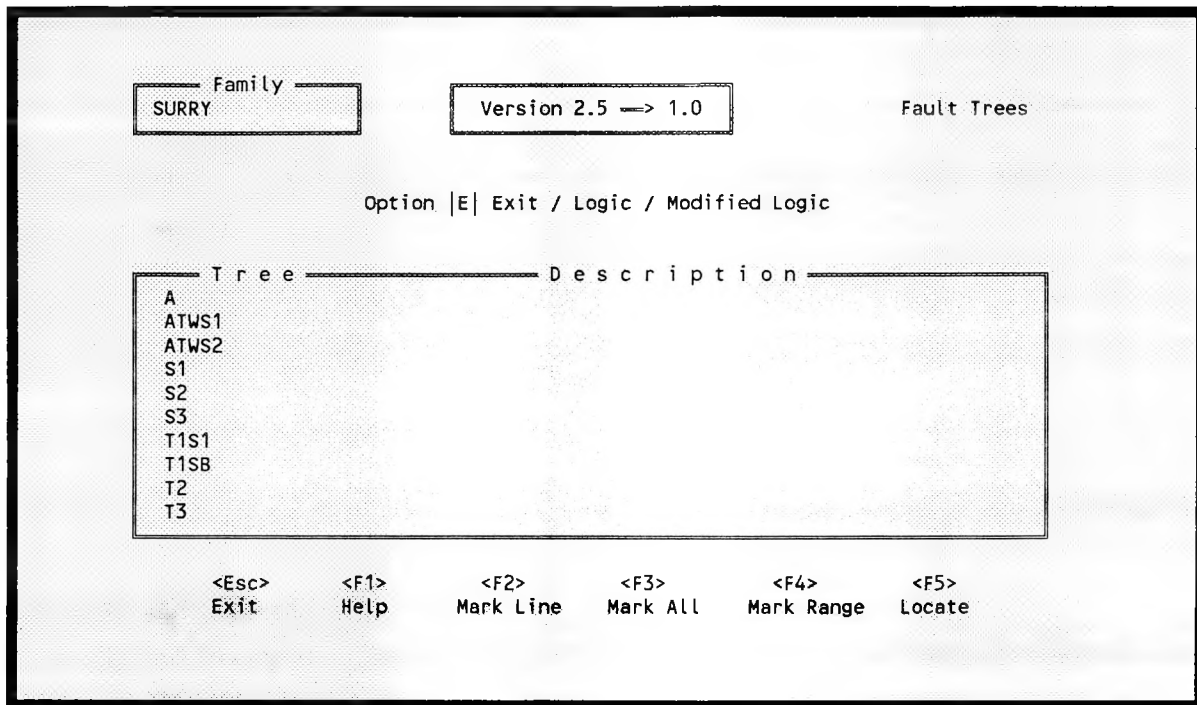 Family
SURRY
Version 2.5 ==> 1.0
Fault Trees
Option |E| Exit / Logic / Modified Logic
Tree Description
A
ATWS1
ATWS2
S1
S2
S3
T1S1
T1SB
T2
T3
<Esc> <F1> <F2> <F3> <F4> <F5>
Exit Help Mark Line Mark All Mark Range Locate